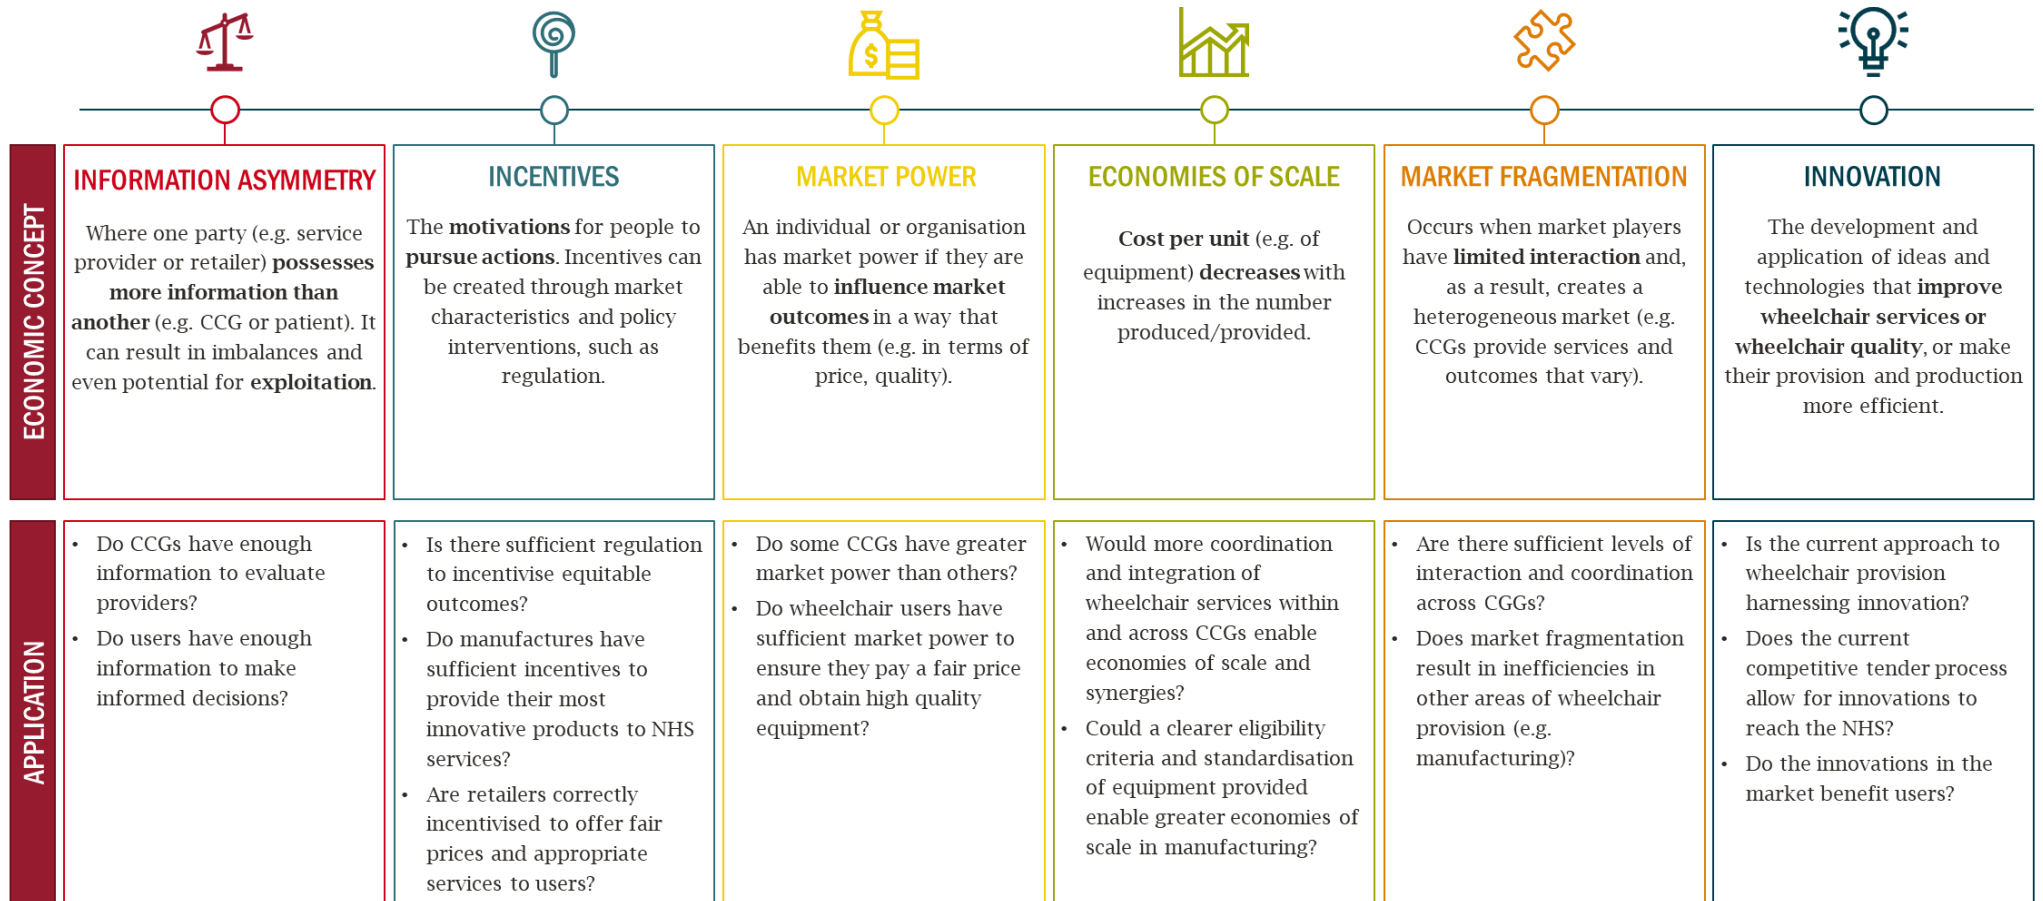 INFORMATION ASYMMETRY
INCENTIVES
MARKET POWER
ECONOMIES OF SCALE
MARKET FRAGMENTATION
INNOVATION
ECONOMIC CONCEPT
Where one party (e.g. service
provider or retailer) possesses
more information than
another (e.g. CCG or patient). It
can result in imbalances and
even potential for exploitation.
The motivations for people to
pursue actions. Incentives can
be created through market
characteristics and policy
interventions, such as
regulation.
An individual or organisation
has market power if they are
able to influence market
outcomes in a way that
benefits them (e.g. in terms of
price, quality).
Cost per unit (e.g. of
equipment) decreases with
increases in the number
produced/provided.
Occurs when market players
have limited interaction and,
as a result, creates a
heterogeneous market (e.g.
CCGs provide services and
outcomes that vary).
The development and
application of ideas and
technologies that improve
wheelchair services or
wheelchair quality, or make
their provision and production
more efficient.
APPLICATION
• Do CCGs have enough
information to evaluate
providers?
• Do users have enough
information to make
informed decisions?
• Is there sufficient regulation
to incentivise equitable
outcomes?
• Do manufactures have
sufficient incentives to
provide their most
innovative products to NHS
services?
• Are retailers correctly
incentivised to offer fair
prices and appropriate
services to users?
• Do some CCGs have greater
market power than others?
• Do wheelchair users have
sufficient market power to
ensure they pay a fair price
and obtain high quality
equipment?
• Would more coordination
and integration of
wheelchair services within
and across CCGs enable
economies of scale and
synergies?
• Could a clearer eligibility
criteria and standardisation
of equipment provided
enable greater economies of
scale in manufacturing?
• Are there sufficient levels of
interaction and coordination
across CGGs?
• Does market fragmentation
result in inefficiencies in
other areas of wheelchair
provision (e.g.
manufacturing)?
• Is the current approach to
wheelchair provision
harnessing innovation?
• Does the current
competitive tender process
allow for innovations to
reach the NHS?
• Do the innovations in the
market benefit users?